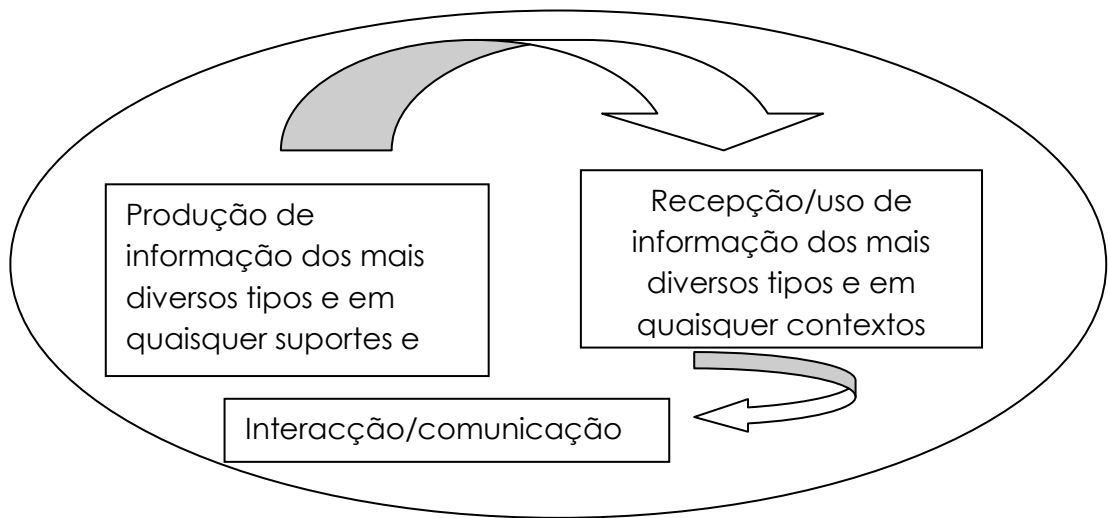 Produção de
informação dos mais
diversos tipos e em
quaisquer suportes e
Recepção/uso de
informação dos mais
diversos tipos e em
quaisquer contextos
Interacção/comunicação